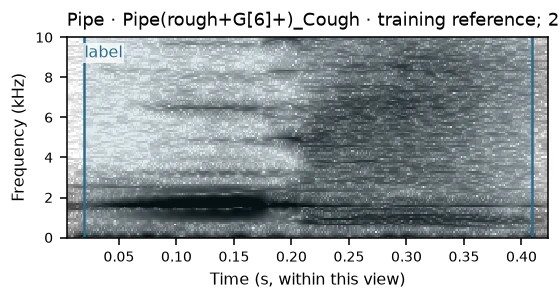 Pipe · Pipe(rough+G[6]+)_Cough · training reference; 2
label
Frequency (kHz)
10
8
6
4
2
0
0.05 0.10 0.15 0.20 0.25 0.30 0.35 0.40
Time (s, within this view)